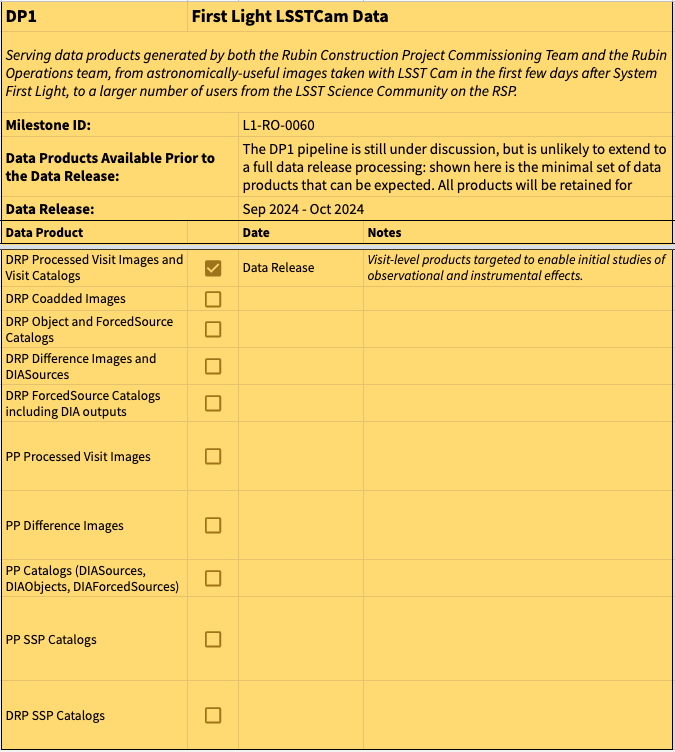 DP1 First Light LSSTCam Data
Serving data products generated by both the Rubin Construction Project Commissioning Team and the Rubin
Operations team, from astronomically-useful images taken with LSST Cam in the first few days after System
First Light, to a larger number of users from the LSST Science Community on the RSP.
Milestone ID: L1-RO-0060
Data Products Available Prior to
the Data Release:
The DP1 pipeline is still under discussion, but is unlikely to extend to
a full data release processing: shown here is the minimal set of data
products that can be expected. All products will be retained for
Data Release: Sep 2024 - Oct 2024
Data Product Date Notes
DRP Processed Visit Images and
Visit Catalogs
Data Release
Visit-level products targeted to enable initial studies of
observational and instrumental effects.
DRP Coadded Images
DRP Object and ForcedSource
Catalogs
DRP Difference Images and
DIASources
DRP ForcedSource Catalogs
including DIA outputs
PP Processed Visit Images
PP Difference Images
PP Catalogs (DIASources,
DIAObjects, DIAForcedSources)
PP SSP Catalogs
DRP SSP Catalogs